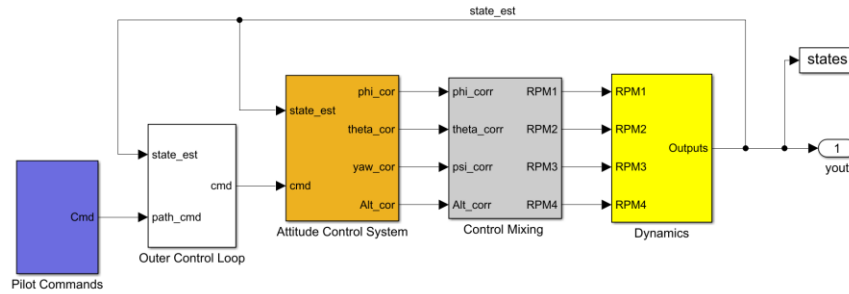 state_est
states
phi_cor
state_est
theta_cor
yaw_cor
cmd
Alt_cor
Attitude Control System
phi_corr
RPM1
theta_corr
RPM2
psi_corr
RPM3
Alt_corr
RPM4
Control Mixing
RPM1
RPM2
Outputs
RPM3
RPM4
Dynamics
1
yout
state_est
cmd
path_cmd
Outer Control Loop
Cmd
Pilot Commands